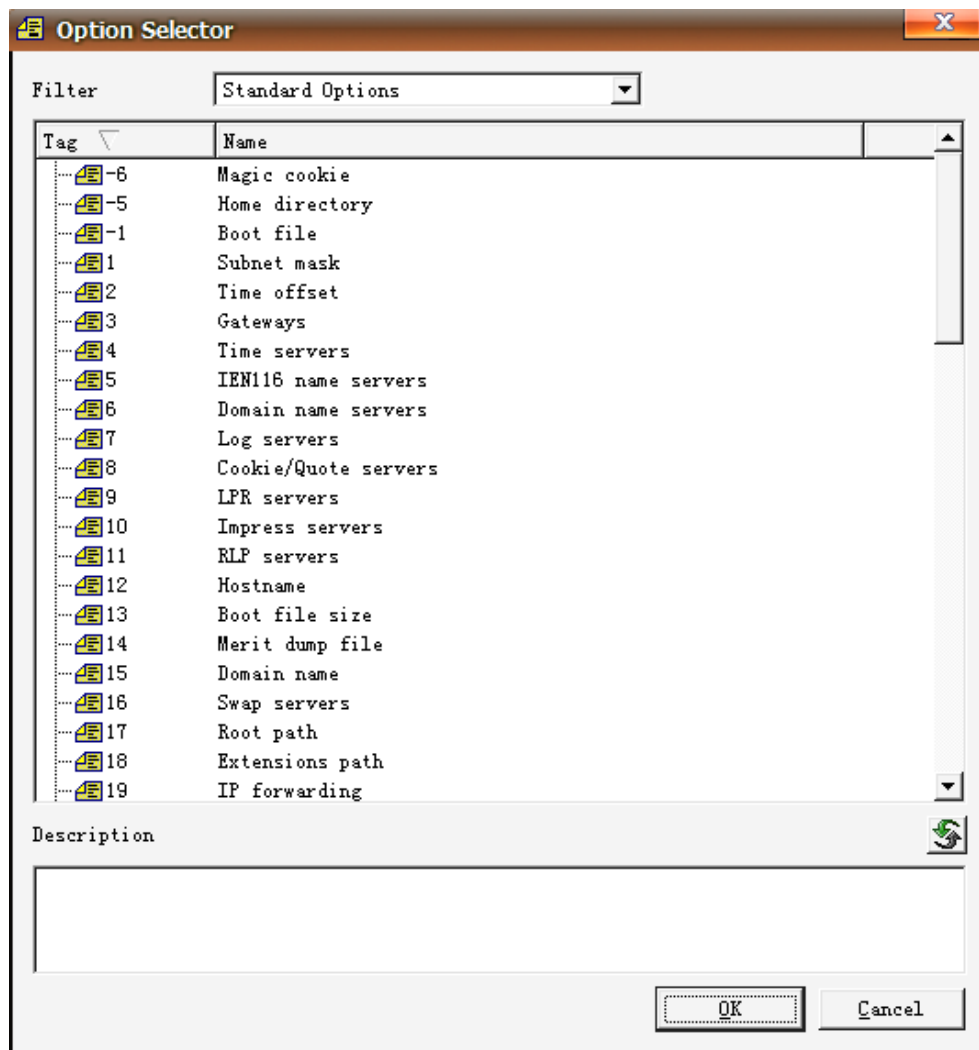 Option Selector
Filter Standard Options
Tag Name
-6 Magic cookie
-5 Home directory
-1 Boot file
1 Subnet mask
2 Time offset
3 Gateways
4 Time servers
5 IEN116 name servers
6 Domain name servers
7 Log servers
8 Cookie/Quote servers
9 LPR servers
10 Impress servers
11 RLP servers
12 Hostname
13 Boot file size
14 Merit dump file
15 Domain name
16 Swap servers
17 Root path
18 Extensions path
19 IP forwarding
Description
OK Cancel